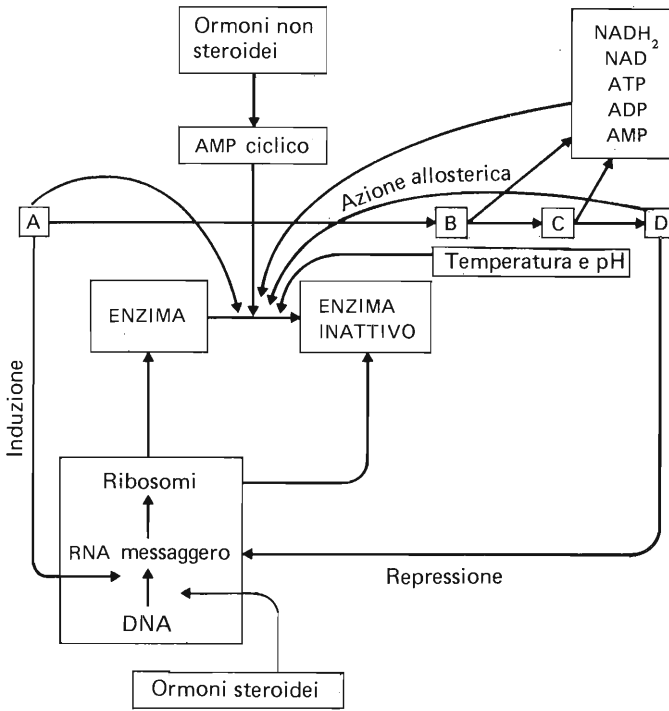 Ormoni non
steroidei
NADH2
NAD
ATP
ADP
AMP
AMP ciclico
Azione allosterica
A
B
C
D
Temperatura e pH
ENZIMA
ENZIMA
INATTIVO
Induzione
Ribosomi
RNA messaggero
DNA
Repressione
Ormoni steroidei